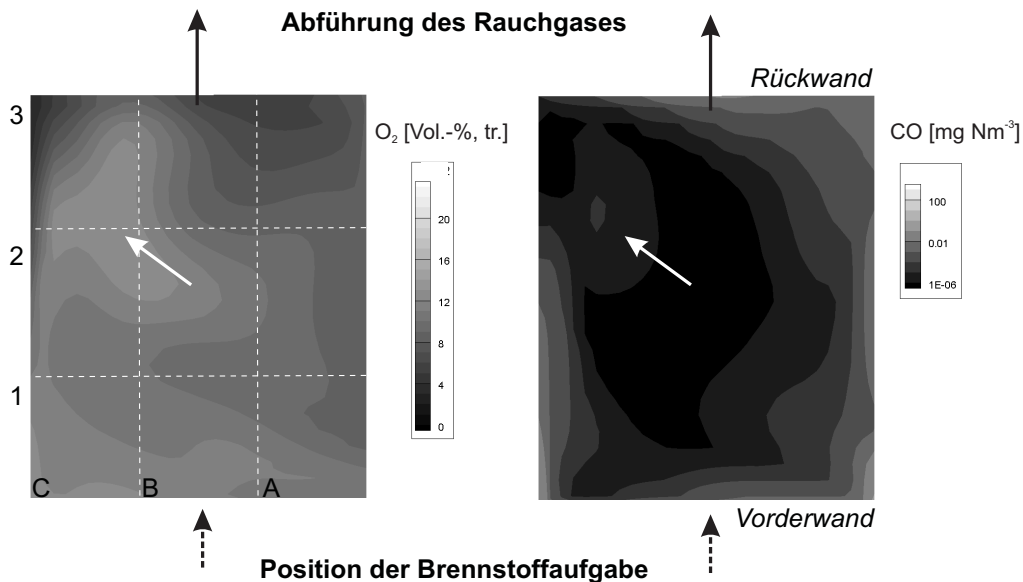 Abführung des Rauchgases
Rückwand
3
2
1
C B A
O₂ [Vol.-%, tr.]
20
16
12
8
4
0
CO [mg Nm⁻³]
100
0.01
1E-06
Vorderwand
Position der Brennstoffaufgabe